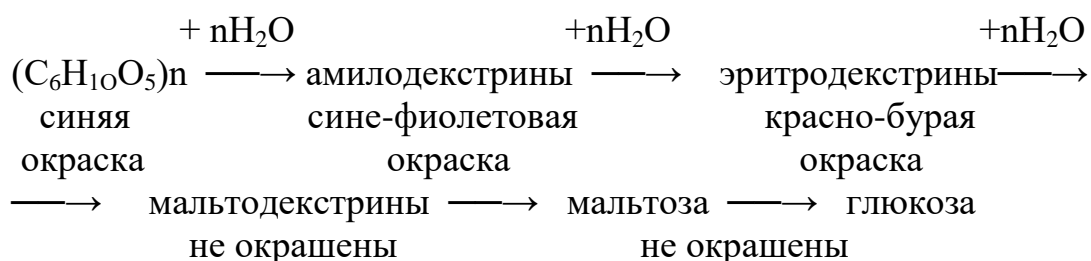 + nH₂O +nH₂O +nH₂O
(C₆H₁₀O₅)n ⟶ амилодекстрины ⟶ эритродекстрины ⟶
синяя сине-фиолетовая красно-бурая
окраска окраска окраска
⟶ мальтодекстрины ⟶ мальтоза ⟶ глюкоза
не окрашены не окрашены